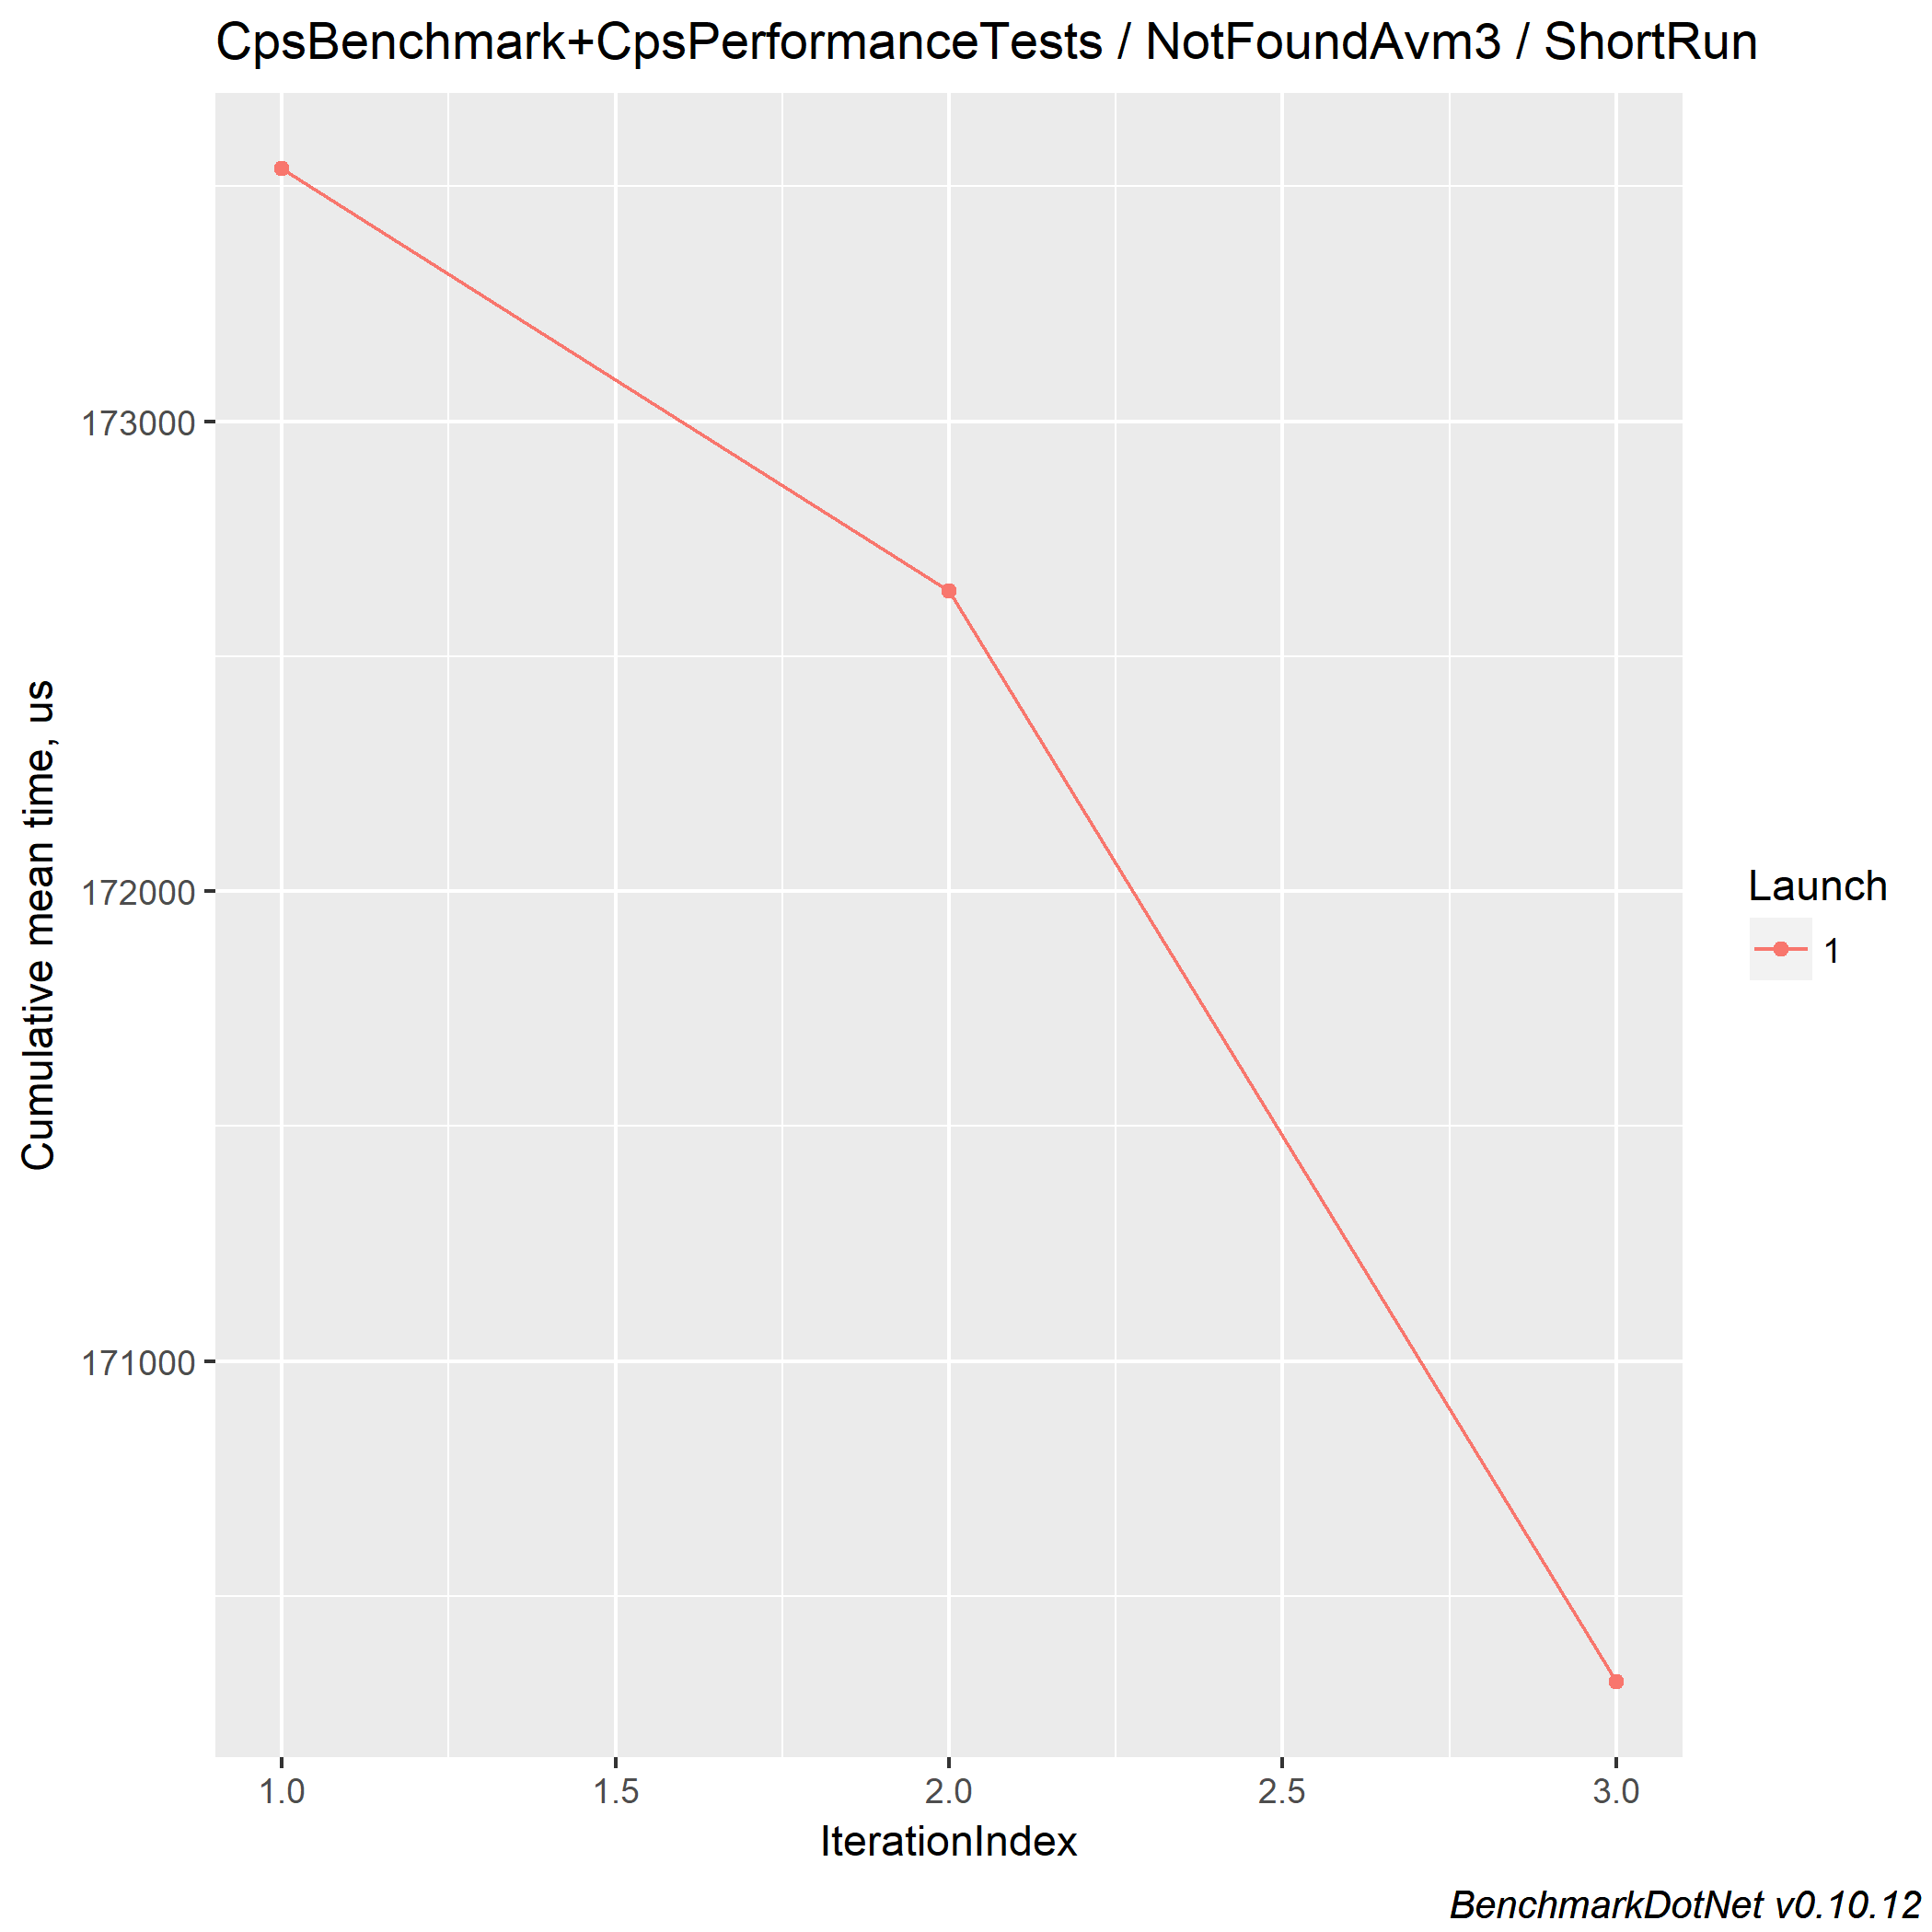 CpsBenchmark+CpsPerformanceTests / NotFoundAvm3 / ShortRun
Cumulative mean time, us
173000
172000
171000
1.0 1.5 2.0 2.5 3.0
IterationIndex
Launch
1
BenchmarkDotNet v0.10.12